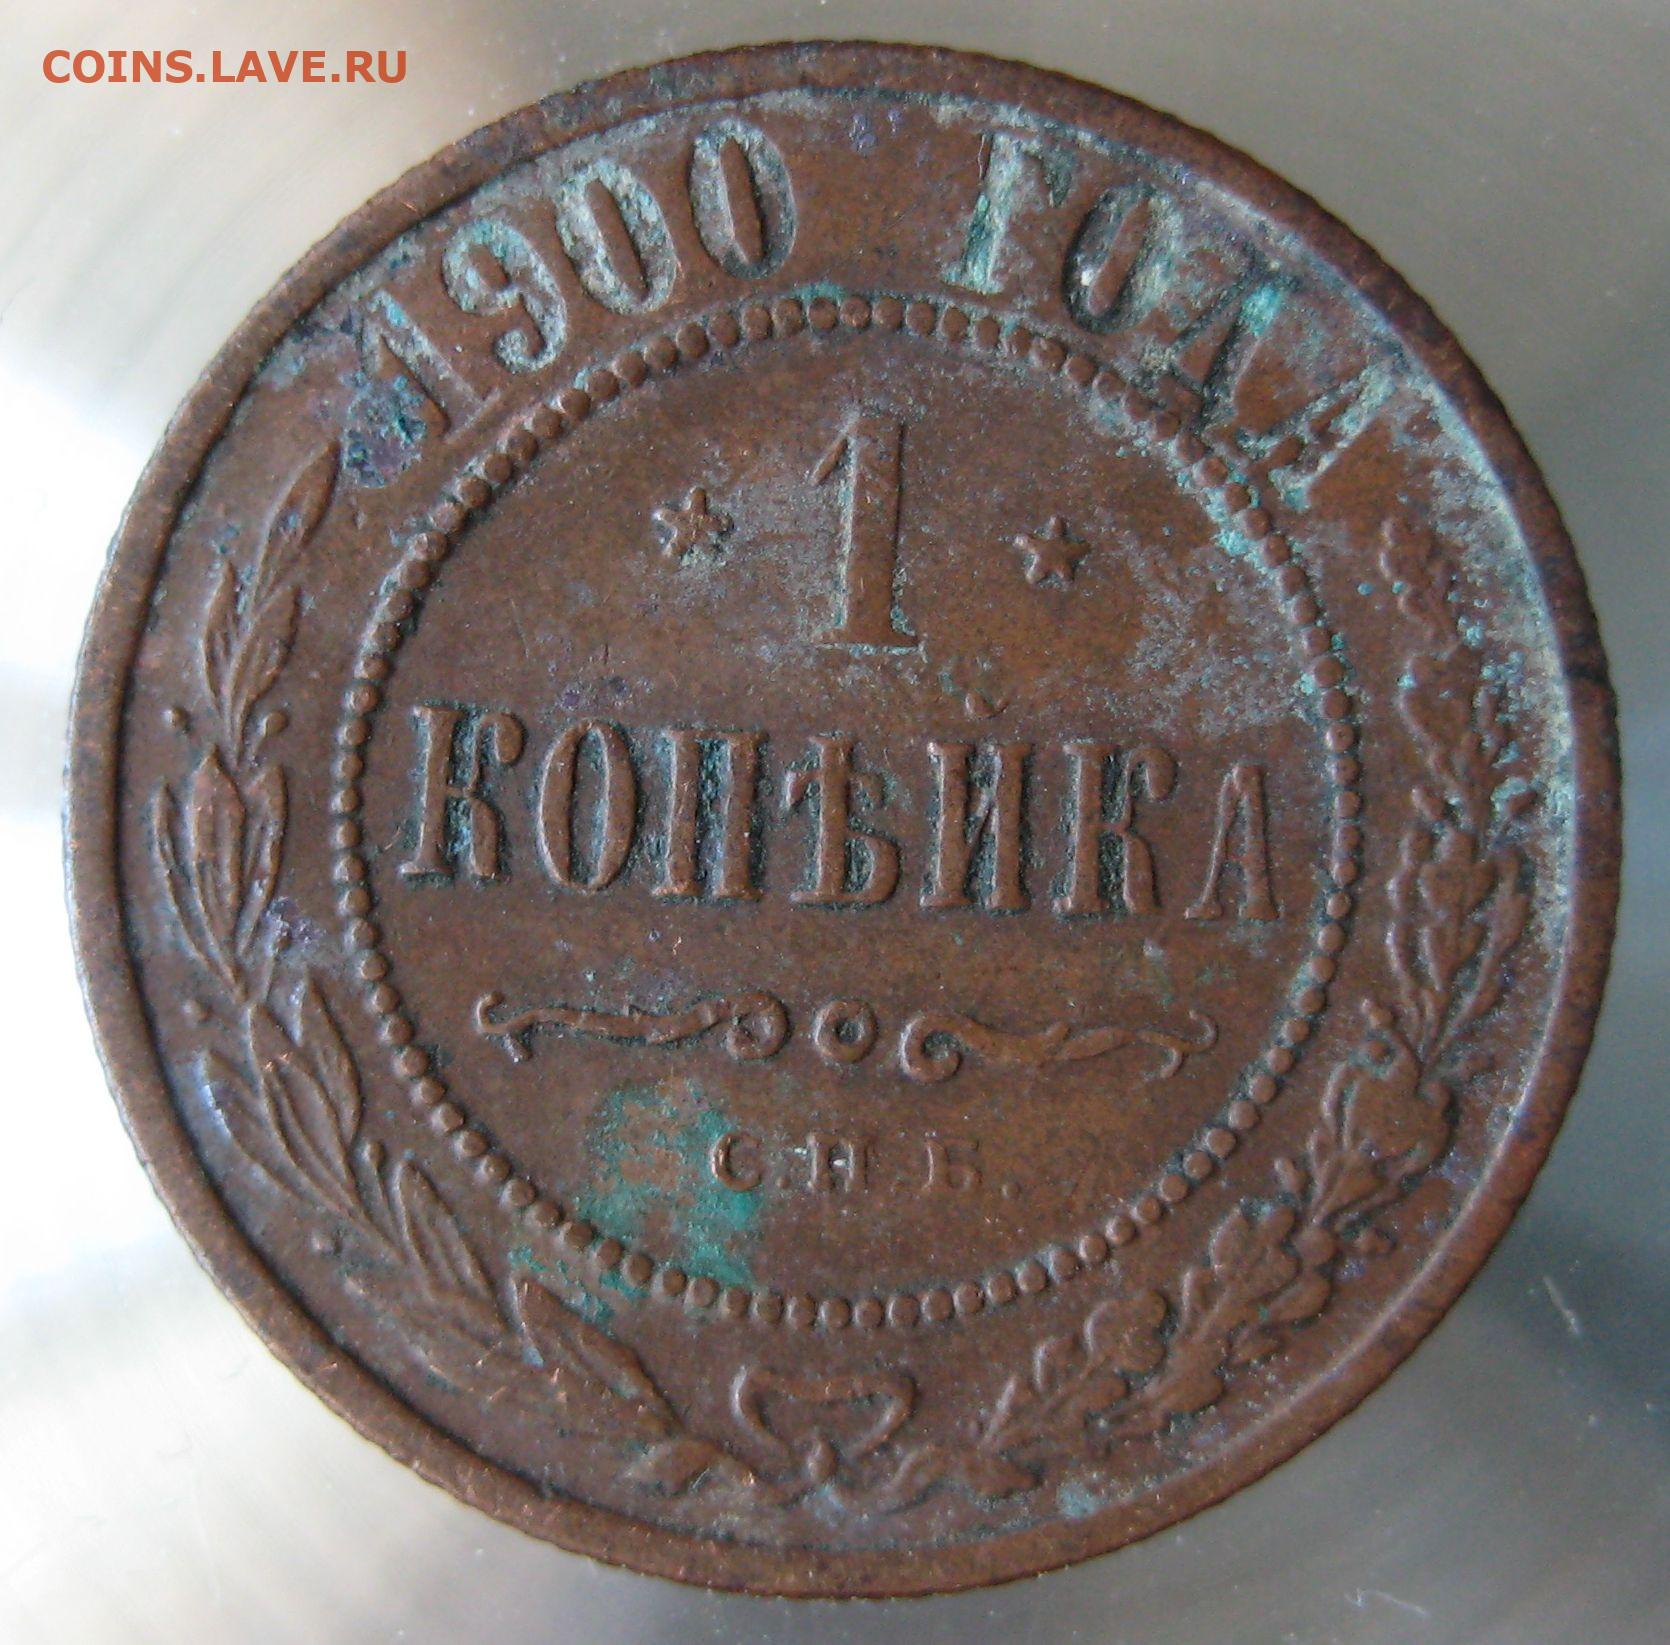 COINS.LAVE.RU
1900 ГОДА
1
КОПѢЙКА
С.П.Б.